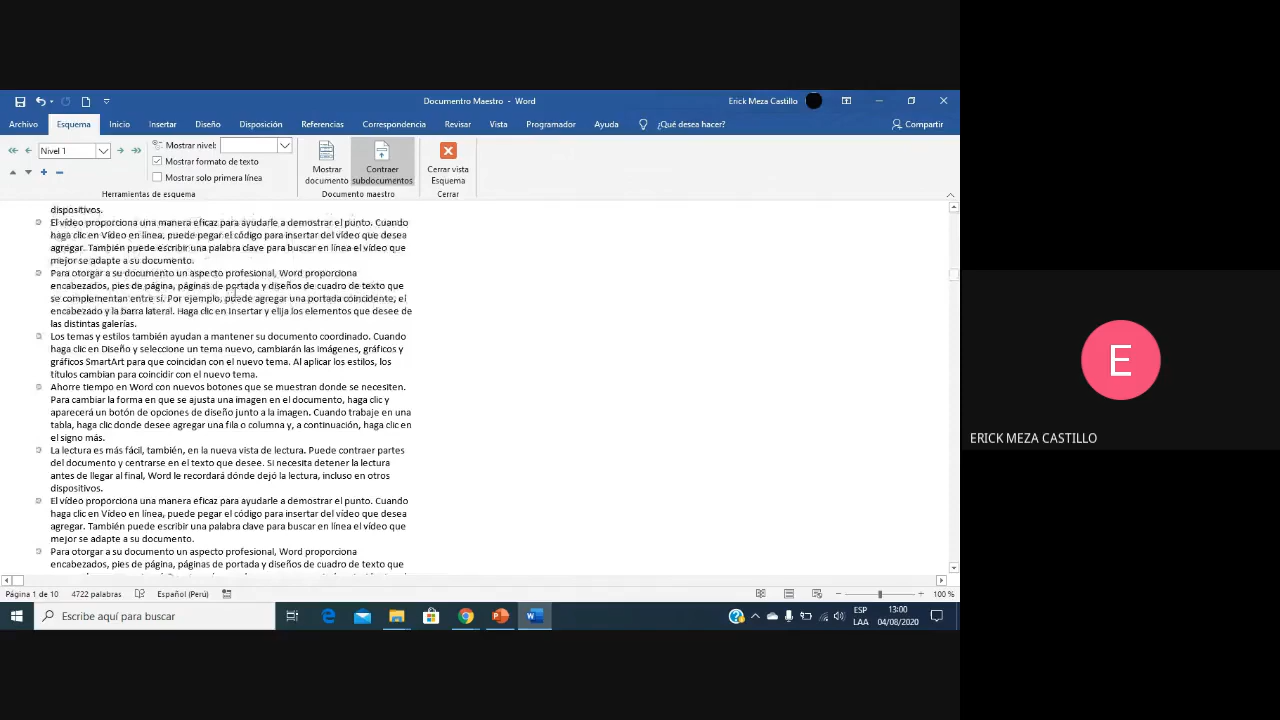 Documentro Maestro - Word
Erick Meza Castillo
Archivo Esquema Inicio Insertar Diseño Disposición Referencias Correspondencia Revisar Vista Programador Ayuda ¿Qué desea hacer? Compartir
Nivel 1
Mostrar nivel:
Mostrar formato de texto
Mostrar solo primera línea
Mostrar documento
Contraer subdocumentos
Cerrar vista Esquema
Herramientas de esquema
Documento maestro
Cerrar
dispositivos.
El vídeo proporciona una manera eficaz para ayudarle a demostrar el punto. Cuando
haga clic en Vídeo en línea, puede pegar el código para insertar del vídeo que desea
agregar. También puede escribir una palabra clave para buscar en línea el vídeo que
mejor se adapte a su documento.
Para otorgar a su documento un aspecto profesional, Word proporciona
encabezados, pies de página, páginas de portada y diseños de cuadro de texto que
se complementan entre sí. Por ejemplo, puede agregar una portada coincidente, el
encabezado y la barra lateral. Haga clic en Insertar y elija los elementos que desee de
las distintas galerías.
Los temas y estilos también ayudan a mantener su documento coordinado. Cuando
haga clic en Diseño y seleccione un tema nuevo, cambiarán las imágenes, gráficos y
gráficos SmartArt para que coincidan con el nuevo tema. Al aplicar los estilos, los
títulos cambian para coincidir con el nuevo tema.
Ahorre tiempo en Word con nuevos botones que se muestran donde se necesiten.
Para cambiar la forma en que se ajusta una imagen en el documento, haga clic y
aparecerá un botón de opciones de diseño junto a la imagen. Cuando trabaje en una
tabla, haga clic donde desee agregar una fila o columna y, a continuación, haga clic en
el signo más.
La lectura es más fácil, también, en la nueva vista de lectura. Puede contraer partes
del documento y centrarse en el texto que desee. Si necesita detener la lectura
antes de llegar al final, Word le recordará dónde dejó la lectura, incluso en otros
dispositivos.
El vídeo proporciona una manera eficaz para ayudarle a demostrar el punto. Cuando
haga clic en Vídeo en línea, puede pegar el código para insertar del vídeo que desea
agregar. También puede escribir una palabra clave para buscar en línea el vídeo que
mejor se adapte a su documento.
Para otorgar a su documento un aspecto profesional, Word proporciona
encabezados, pies de página, páginas de portada y diseños de cuadro de texto que
Página 1 de 10 4722 palabras Español (Perú) 100 %
Escribe aquí para buscar
ESP
LAA
13:00
04/08/2020
E
ERICK MEZA CASTILLO